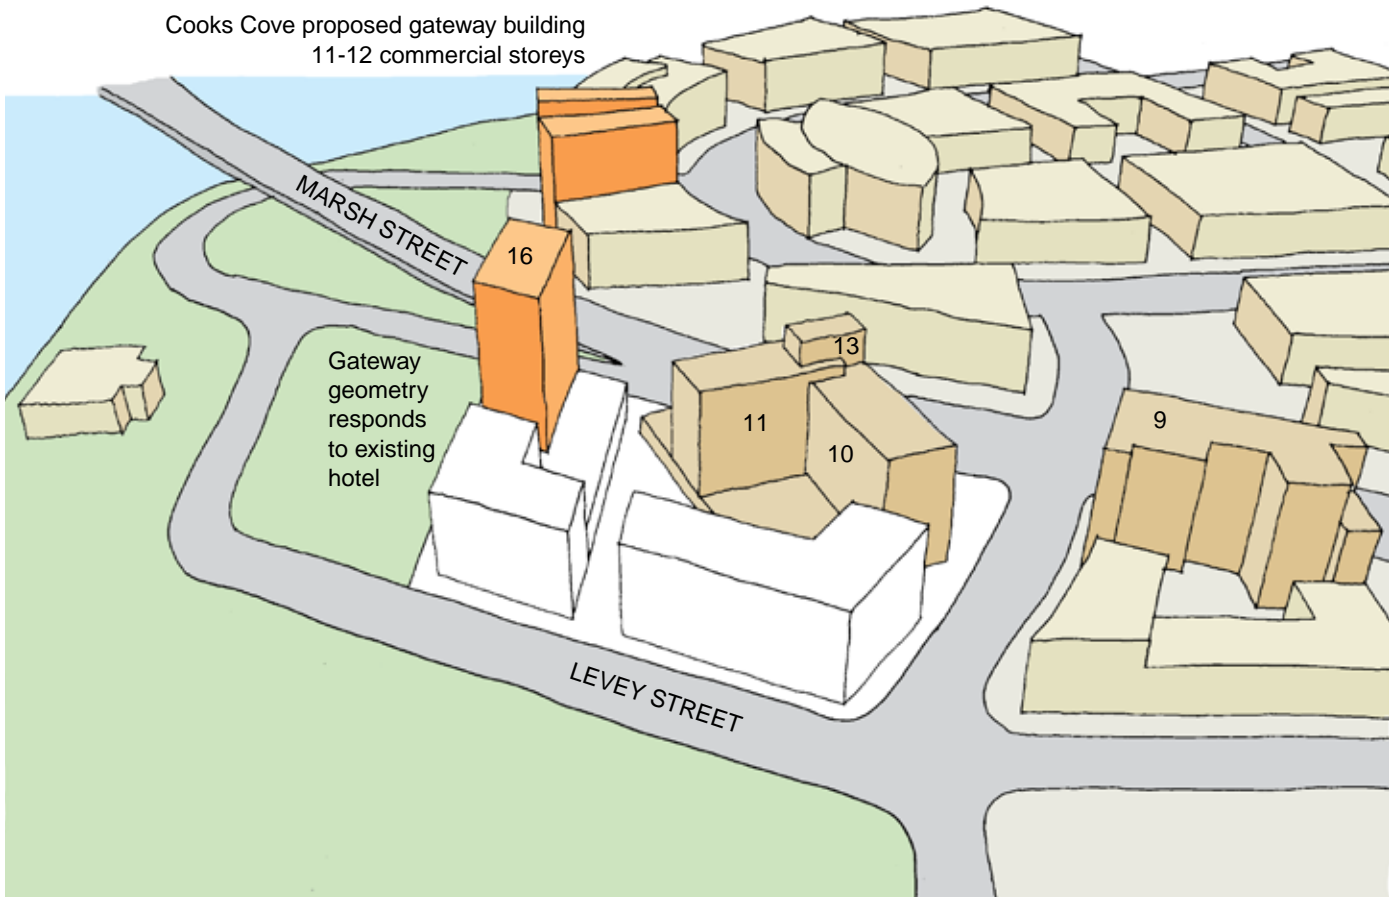 Cooks Cove proposed gateway building
11-12 commercial storeys
MARSH STREET
16
13
Gateway
geometry
responds
to existing
hotel
11
10
9
LEVEY STREET